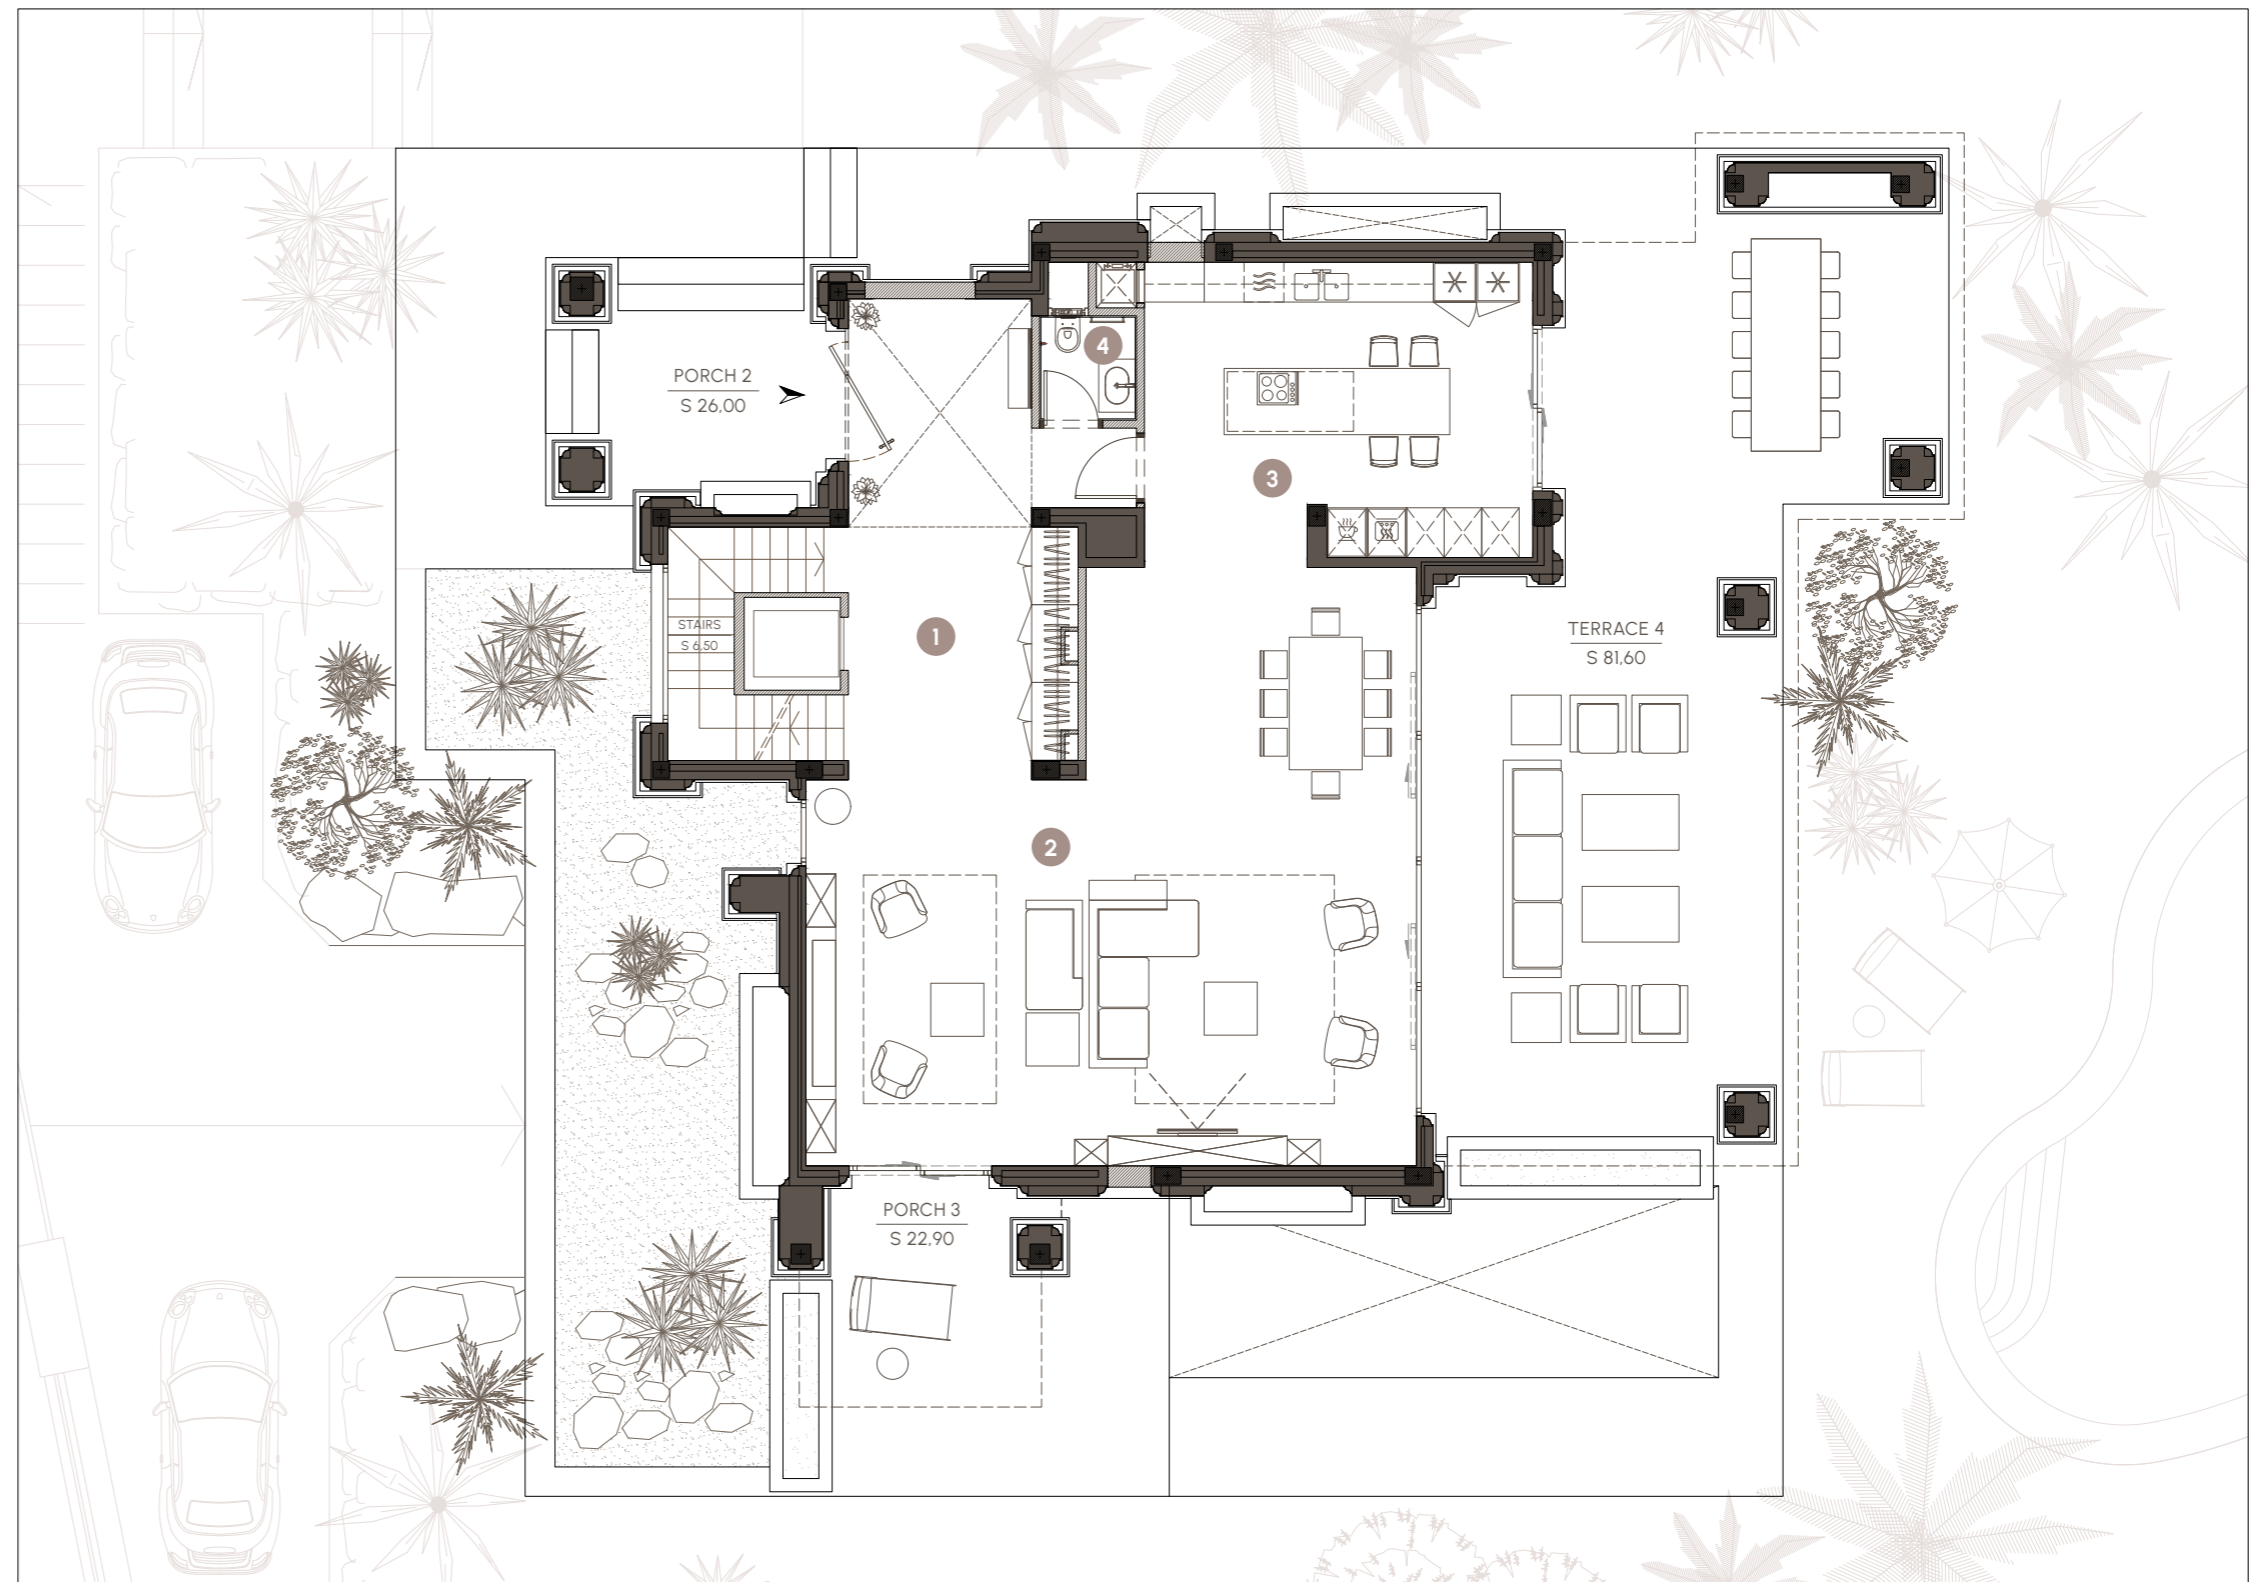 4
PORCH 2
S 26,00
3
STAIRS
S 6,50
1
TERRACE 4
S 81,60
2
PORCH 3
S 22,90